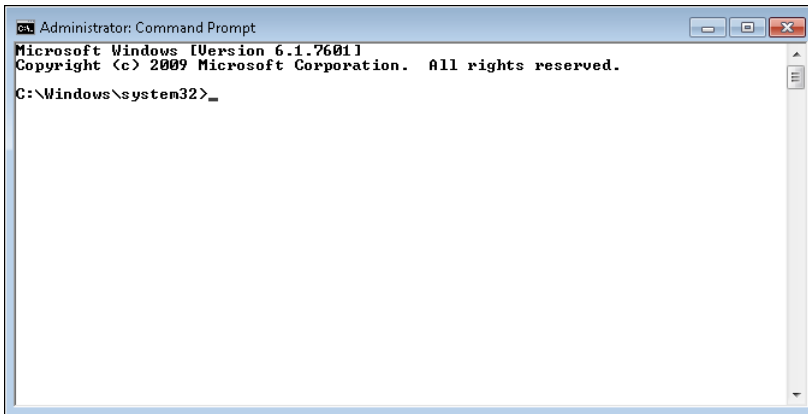 Administrator: Command Prompt
Microsoft Windows [Version 6.1.7601]
Copyright (c) 2009 Microsoft Corporation.  All rights reserved.
C:\Windows\system32>_